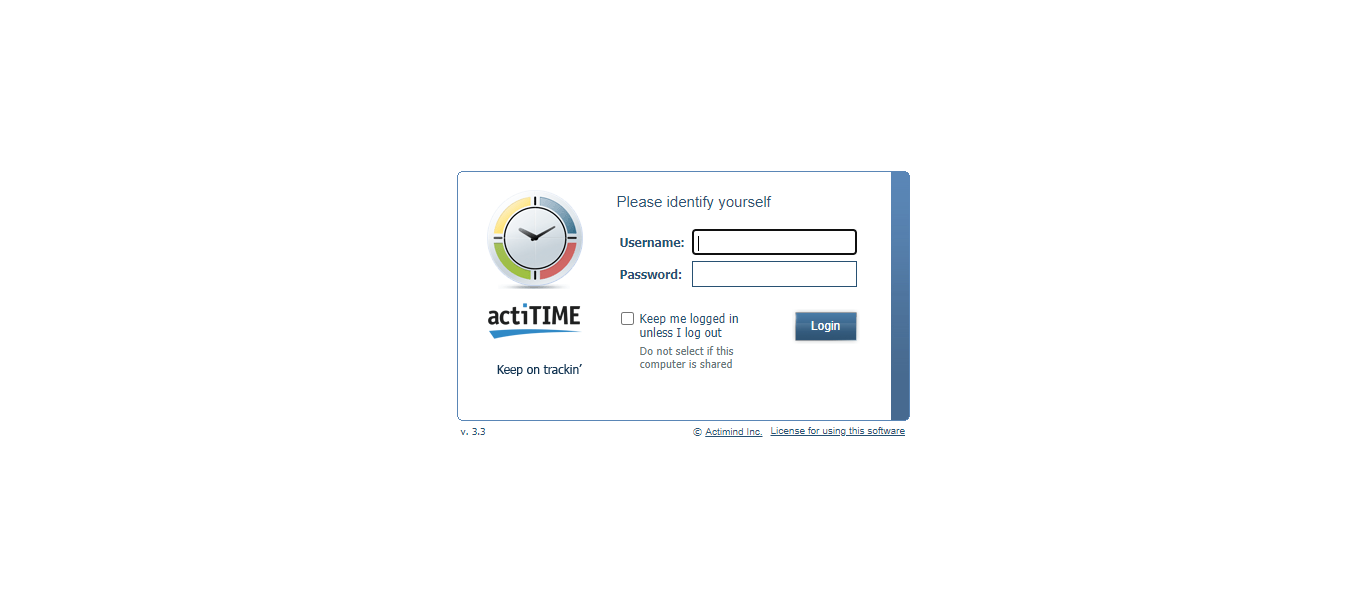 Please identify yourself
Username:
Password:
actiTIME
Keep me logged in
unless I log out
Login
Do not select if this
computer is shared
Keep on trackin’
v. 3.3
© Actimind Inc. License for using this software